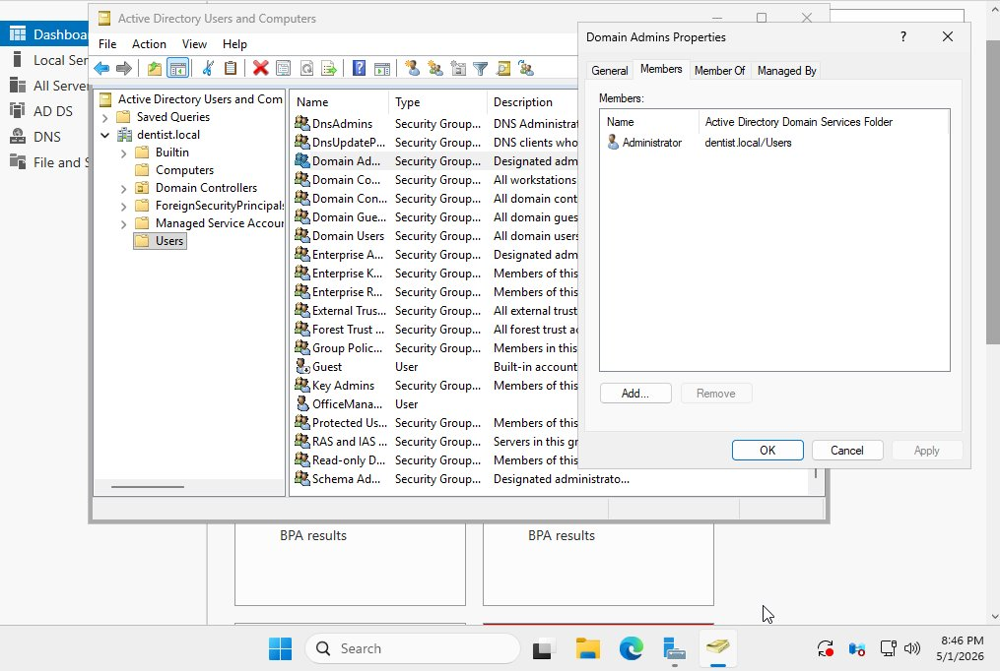 Active Directory Users and Computers
File Action View Help
Dashboa
Local Ser
All Server
AD DS
DNS
File and S
Active Directory Users and Com
Saved Queries
dentist.local
Builtin
Computers
Domain Controllers
ForeignSecurityPrincipals
Managed Service Accour
Users
Name Type Description
DnsAdmins Security Group... DNS Administrat
DnsUpdateP... Security Group... DNS clients who
Domain Ad... Security Group... Designated adm
Domain Co... Security Group... All workstations
Domain Con... Security Group... All domain cont
Domain Gue... Security Group... All domain gues
Domain Users Security Group... All domain users
Enterprise A... Security Group... Designated adm
Enterprise K... Security Group... Members of this
Enterprise R... Security Group... Members of this
External Trus... Security Group... All external trust
Forest Trust ... Security Group... All forest trust ac
Group Polic... Security Group... Members in this
Guest User Built-in account
Key Admins Security Group... Members of this
OfficeMana... User
Protected Us... Security Group... Members of this
RAS and IAS ... Security Group... Servers in this gr
Read-only D... Security Group... Members of this
Schema Ad... Security Group... Designated administrato...
Domain Admins Properties
?
General Members Member Of Managed By
Members:
Name Active Directory Domain Services Folder
Administrator dentist.local/Users
Add... Remove
OK Cancel Apply
BPA results BPA results
Search
8:46 PM
5/1/2026